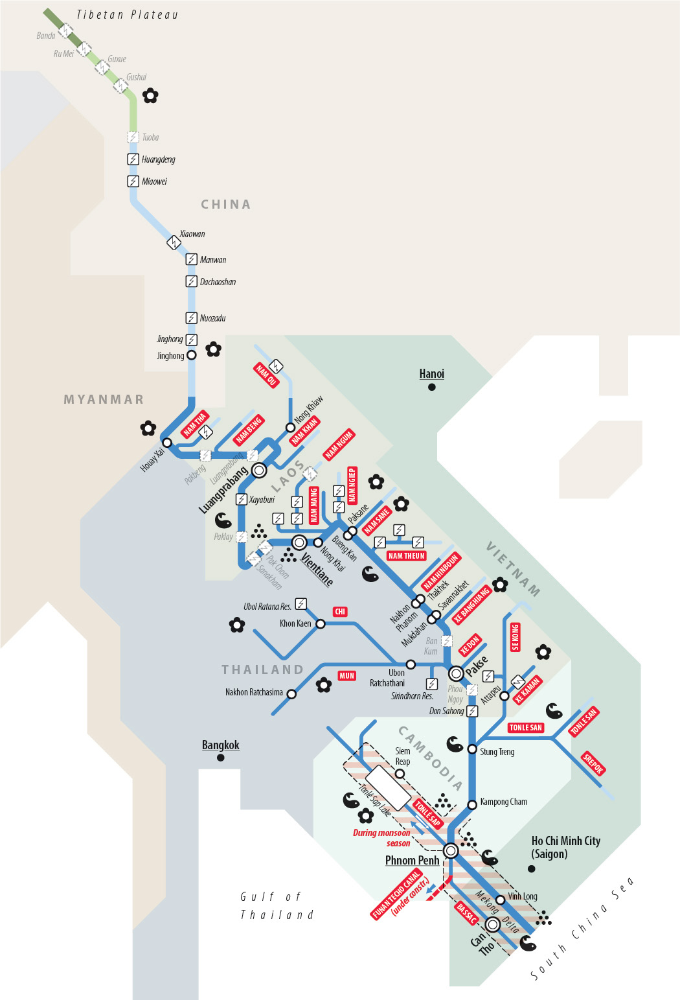 Tibetan Plateau
Banda
Ru Mei
Guxue
Gushui
Tuoba
Huangdeng
Miaowei
CHINA
Xiaowan
Manwan
Dachaoshan
Nuozadu
Jinghong
Jinghong
MYANMAR
Hanoi
NAM OU
Nong Khiaw
NAM THA
NAM BENG
NAM KHAN
NAM NGUM
Houay Xai
Pakbeng
Luangprabang
Luangprabang
LAOS
NAM MANG
NAM NGIEP
Xayaburi
Paksane
NAM SANE
Paklay
Bueng Kan
Pak Chom
Sanakham
Vientiane
Nong Khai
NAM THEUN
NAM HINBOUN
VIETNAM
Thakhek
Savannakhet
XE BANGHIANG
Nakhon
Phanom
Mukdahan
Ubol Ratana Res.
CHI
Khon Kaen
Ban
Kum
XE DON
SE KONG
THAILAND
MUN
Ubon
Ratchathani
Pakse
Nakhon Ratchasima
Sirindhorn Res.
Phou
Ngoy
Attapeu
XE KAMAN
Don Sahong
TONLE SAN
TONLE SAN
SREPOK
CAMBODIA
Bangkok
Siem
Reap
Stung Treng
Tonlé Sap Lake
TONLÉ SAP
Kampong Cham
During monsoon
season
Phnom Penh
Ho Chi Minh City
(Saigon)
FUNAN TECHO CANAL
(under constr.)
Vinh Long
Mekong Delta
BASSAC
Can
Tho
Gulf of
Thailand
South China Sea